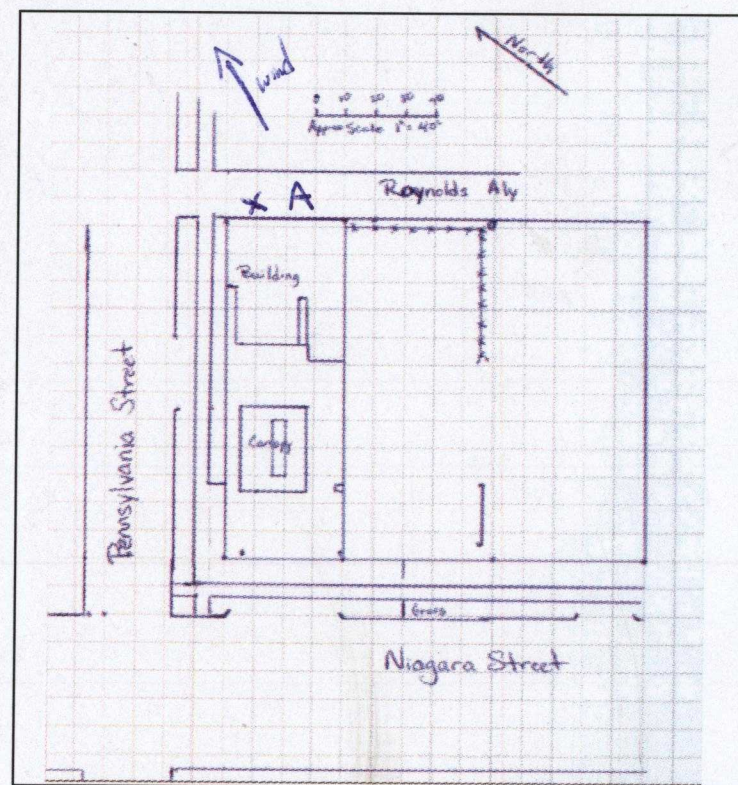 Wind
North
0 10 20 30 40
Approx Scale 1" = 40'
X A
Reynolds Aly
Building
Canopy
Pennsylvania Street
Grass
Niagara Street